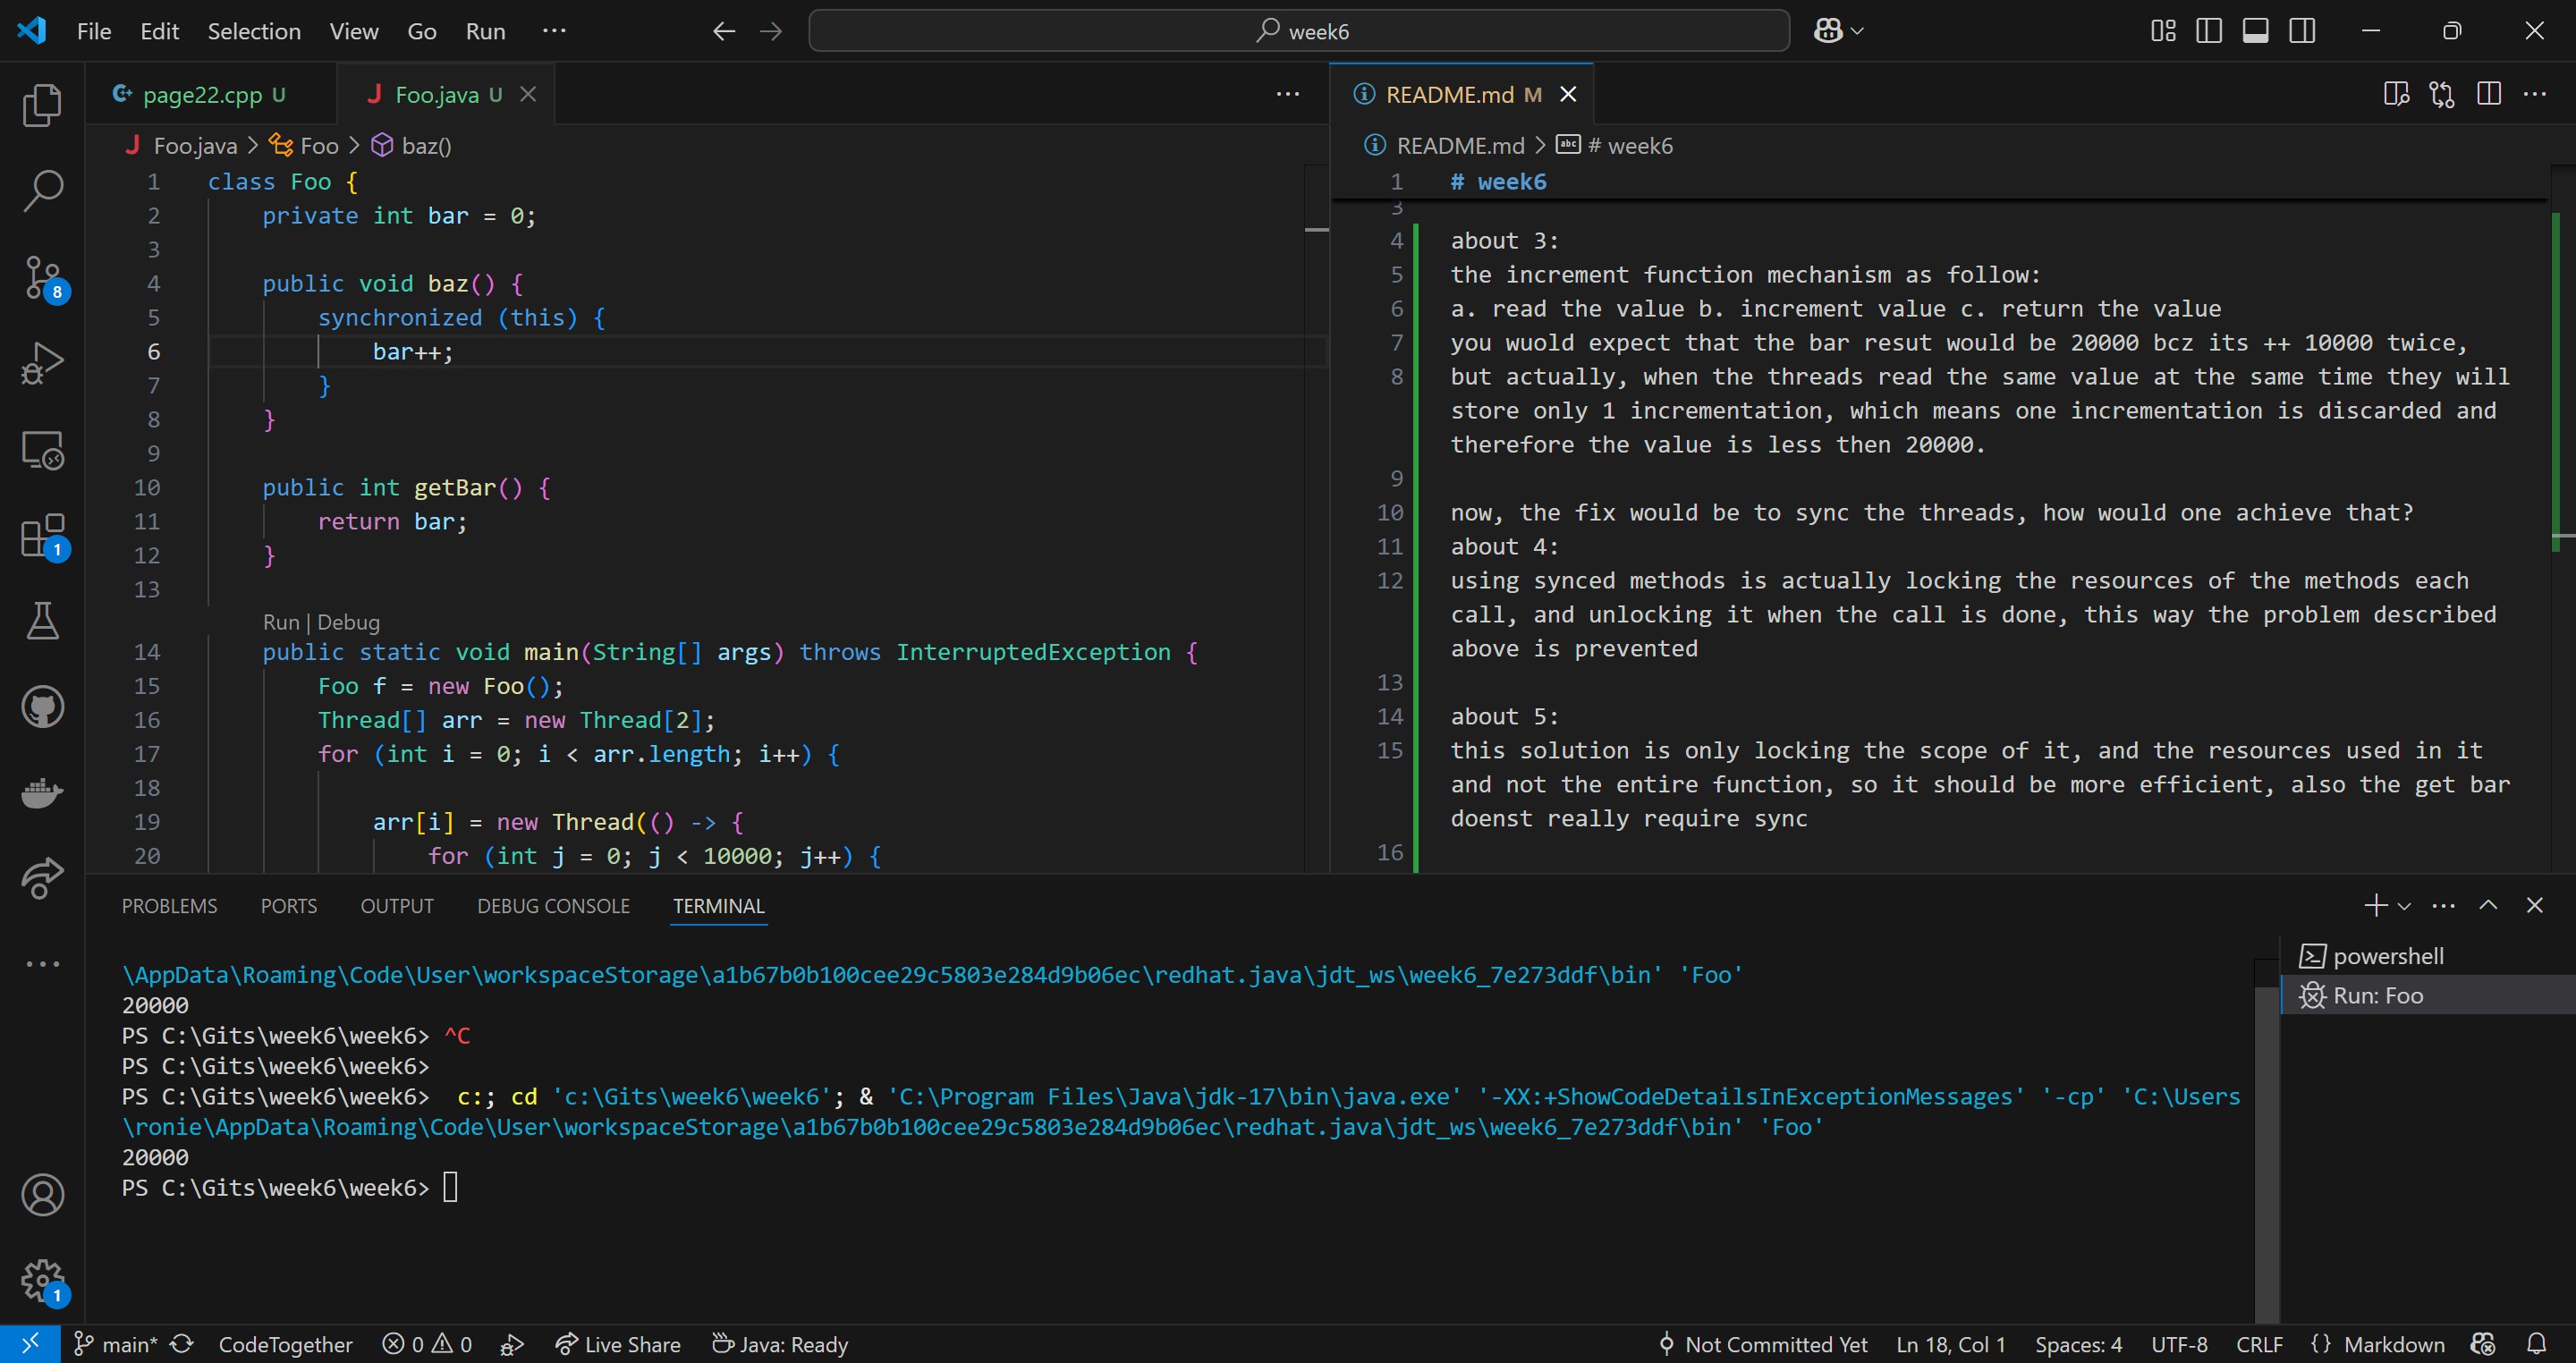 File Edit Selection View Go Run ··· week6
page22.cpp U Foo.java U
README.md M
Foo.java > Foo > baz()
1 class Foo {
2 private int bar = 0;
3
4 public void baz() {
5 synchronized (this) {
6 bar++;
7 }
8 }
9
10 public int getBar() {
11 return bar;
12 }
13
Run | Debug
14 public static void main(String[] args) throws InterruptedException {
15 Foo f = new Foo();
16 Thread[] arr = new Thread[2];
17 for (int i = 0; i < arr.length; i++) {
18
19 arr[i] = new Thread(() -> {
20 for (int j = 0; j < 10000; j++) {
README.md > # week6
1 # week6
3
4 about 3:
5 the increment function mechanism as follow:
6 a. read the value b. increment value c. return the value
7 you wuold expect that the bar resut would be 20000 bcz its ++ 10000 twice,
8 but actually, when the threads read the same value at the same time they will
store only 1 incrementation, which means one incrementation is discarded and
therefore the value is less then 20000.
9
10 now, the fix would be to sync the threads, how would one achieve that?
11 about 4:
12 using synced methods is actually locking the resources of the methods each
call, and unlocking it when the call is done, this way the problem described
above is prevented
13
14 about 5:
15 this solution is only locking the scope of it, and the resources used in it
and not the entire function, so it should be more efficient, also the get bar
doenst really require sync
16
8
1
1
PROBLEMS PORTS OUTPUT DEBUG CONSOLE TERMINAL
\AppData\Roaming\Code\User\workspaceStorage\a1b67b0b100cee29c5803e284d9b06ec\redhat.java\jdt_ws\week6_7e273ddf\bin' 'Foo'
20000
PS C:\Gits\week6\week6> ^C
PS C:\Gits\week6\week6>
PS C:\Gits\week6\week6> c:; cd 'c:\Gits\week6\week6'; & 'C:\Program Files\Java\jdk-17\bin\java.exe' '-XX:+ShowCodeDetailsInExceptionMessages' '-cp' 'C:\Users
\ronie\AppData\Roaming\Code\User\workspaceStorage\a1b67b0b100cee29c5803e284d9b06ec\redhat.java\jdt_ws\week6_7e273ddf\bin' 'Foo'
20000
PS C:\Gits\week6\week6>
powershell
Run: Foo
main* CodeTogether 0 0 Live Share Java: Ready Not Committed Yet Ln 18, Col 1 Spaces: 4 UTF-8 CRLF {} Markdown